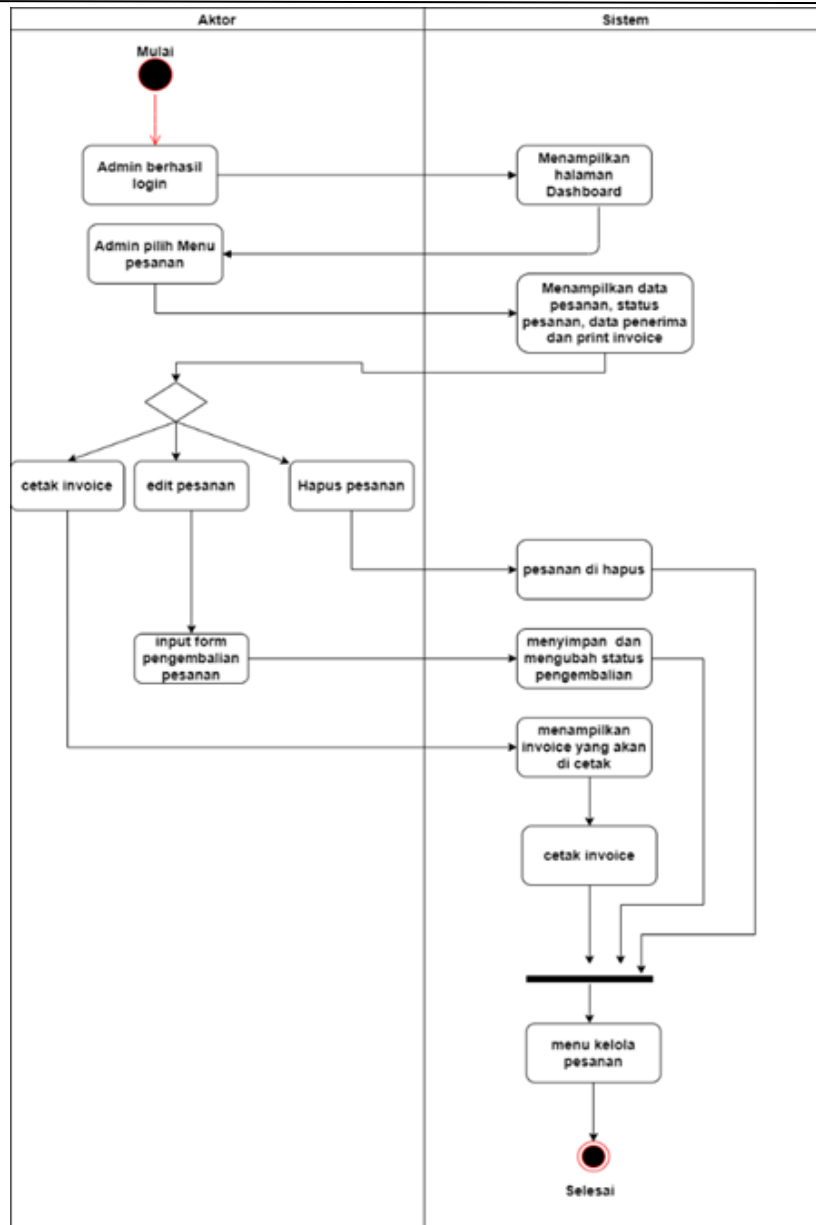 Aktor
Sistem
Mulai
Admin berhasil
login
Menampilkan
halaman
Dashboard
Admin pilih Menu
pesanan
Menampilkan data
pesanan, status
pesanan, data penerima
dan print invoice
cetak invoice
edit pesanan
Hapus pesanan
pesanan di hapus
input form
pengembalian
pesanan
menyimpan dan
mengubah status
pengembalian
menampilkan
invoice yang akan
di cetak
cetak invoice
menu kelola
pesanan
Selesai